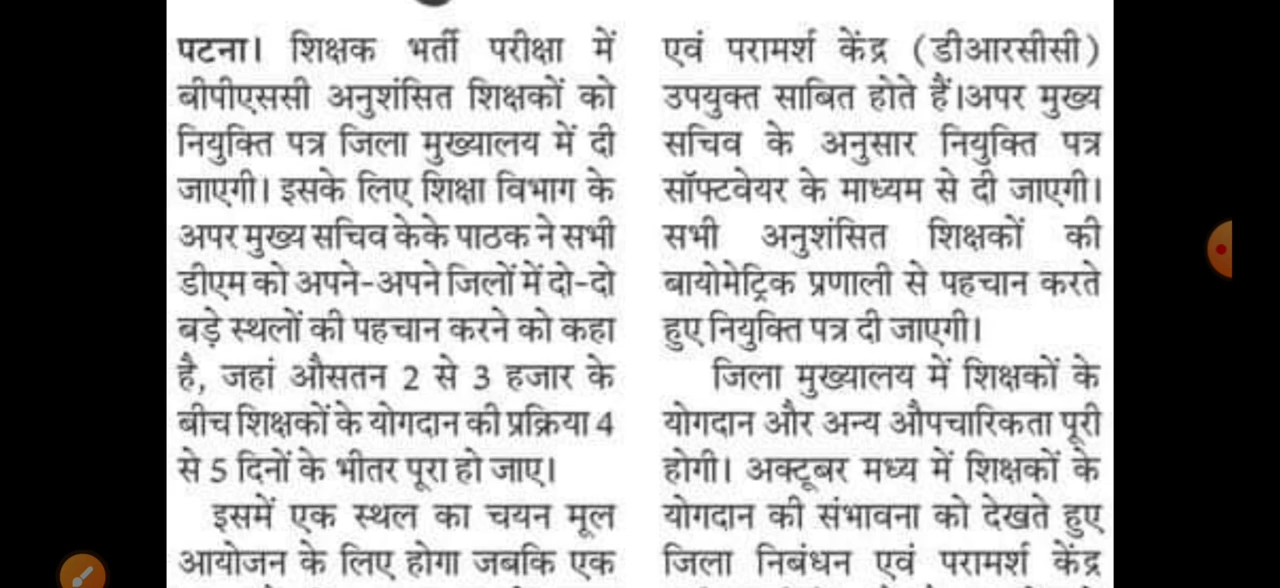 पटना। शिक्षक भर्ती परीक्षा में
बीपीएससी अनुशंसित शिक्षकों को
नियुक्ति पत्र जिला मुख्यालय में दी
जाएगी। इसके लिए शिक्षा विभाग के
अपर मुख्य सचिव केके पाठक ने सभी
डीएम को अपने-अपने जिलों में दो-दो
बड़े स्थलों की पहचान करने को कहा
है, जहां औसतन 2 से 3 हजार के
बीच शिक्षकों के योगदान की प्रक्रिया 4
से 5 दिनों के भीतर पूरा हो जाए।
इसमें एक स्थल का चयन मूल
आयोजन के लिए होगा जबकि एक
एवं परामर्श केंद्र (डीआरसीसी)
उपयुक्त साबित होते हैं।अपर मुख्य
सचिव के अनुसार नियुक्ति पत्र
सॉफ्टवेयर के माध्यम से दी जाएगी।
सभी अनुशंसित शिक्षकों की
बायोमेट्रिक प्रणाली से पहचान करते
हुए नियुक्ति पत्र दी जाएगी।
जिला मुख्यालय में शिक्षकों के
योगदान और अन्य औपचारिकता पूरी
होगी। अक्टूबर मध्य में शिक्षकों के
योगदान की संभावना को देखते हुए
जिला निबंधन एवं परामर्श केंद्र